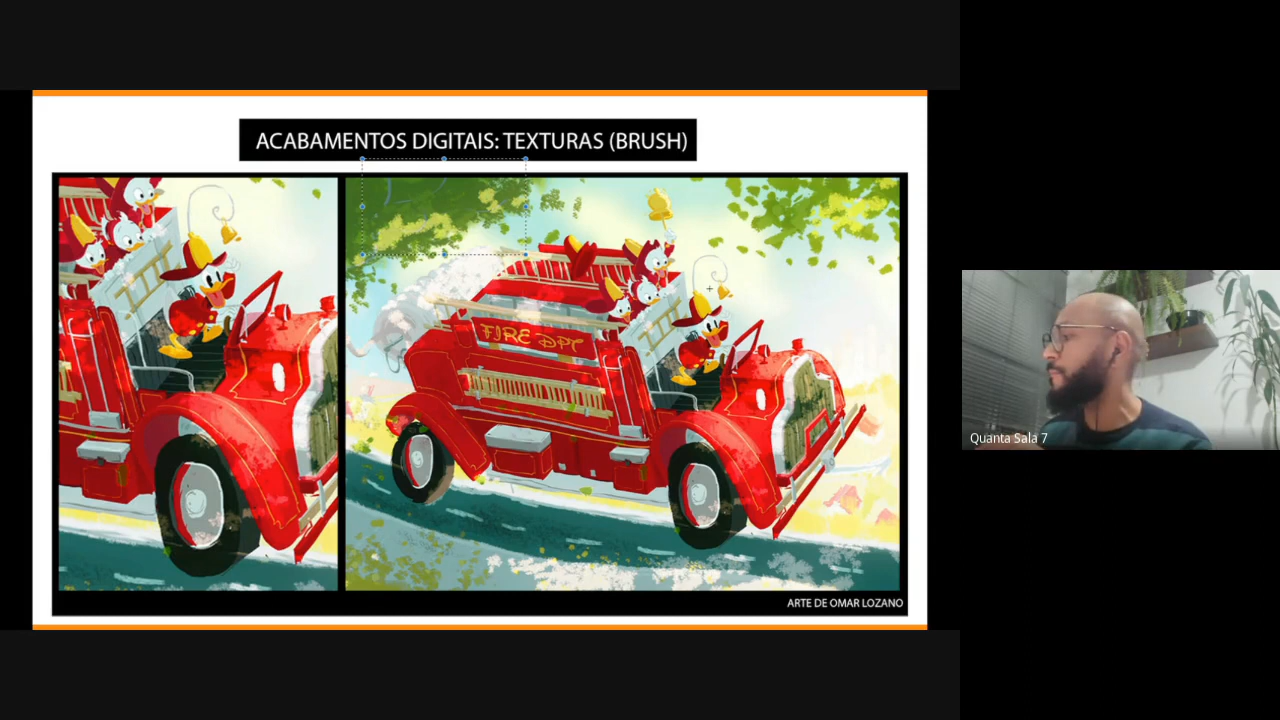 ACABAMENTOS DIGITAIS: TEXTURAS (BRUSH)
FIRE DPT
ARTE DE OMAR LOZANO
Quanta Sala 7